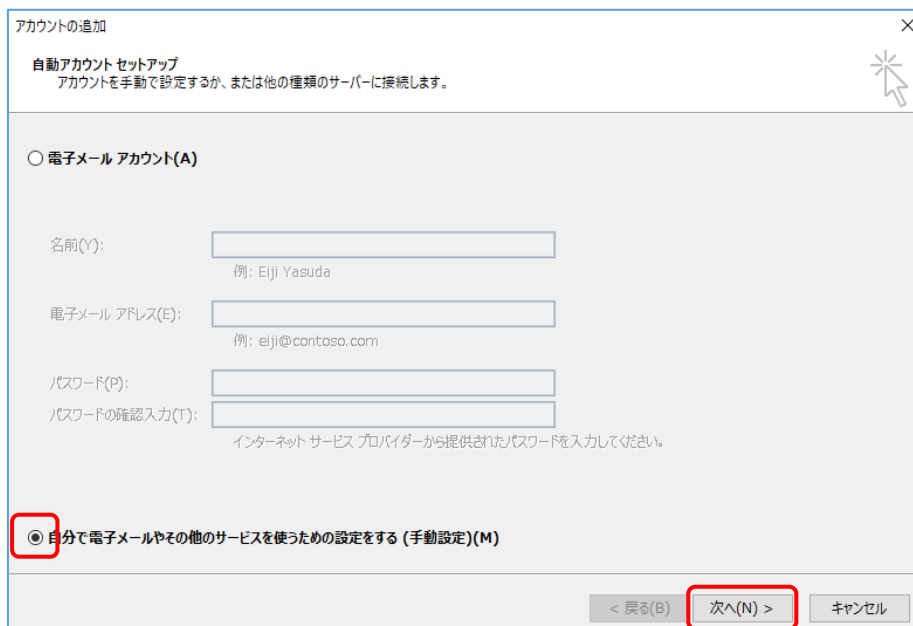 アカウントの追加
自動アカウント セットアップ
アカウントを手動で設定するか、または他の種類のサーバーに接続します。
電子メール アカウント(A)
名前(Y):
例: Eiji Yasuda
電子メール アドレス(E):
例: eiji@contoso.com
パスワード(P):
パスワードの確認入力(T):
インターネット サービス プロバイダーから提供されたパスワードを入力してください。
自分で電子メールやその他のサービスを使うための設定をする (手動設定)(M)
< 戻る(B) 次へ(N) > キャンセル